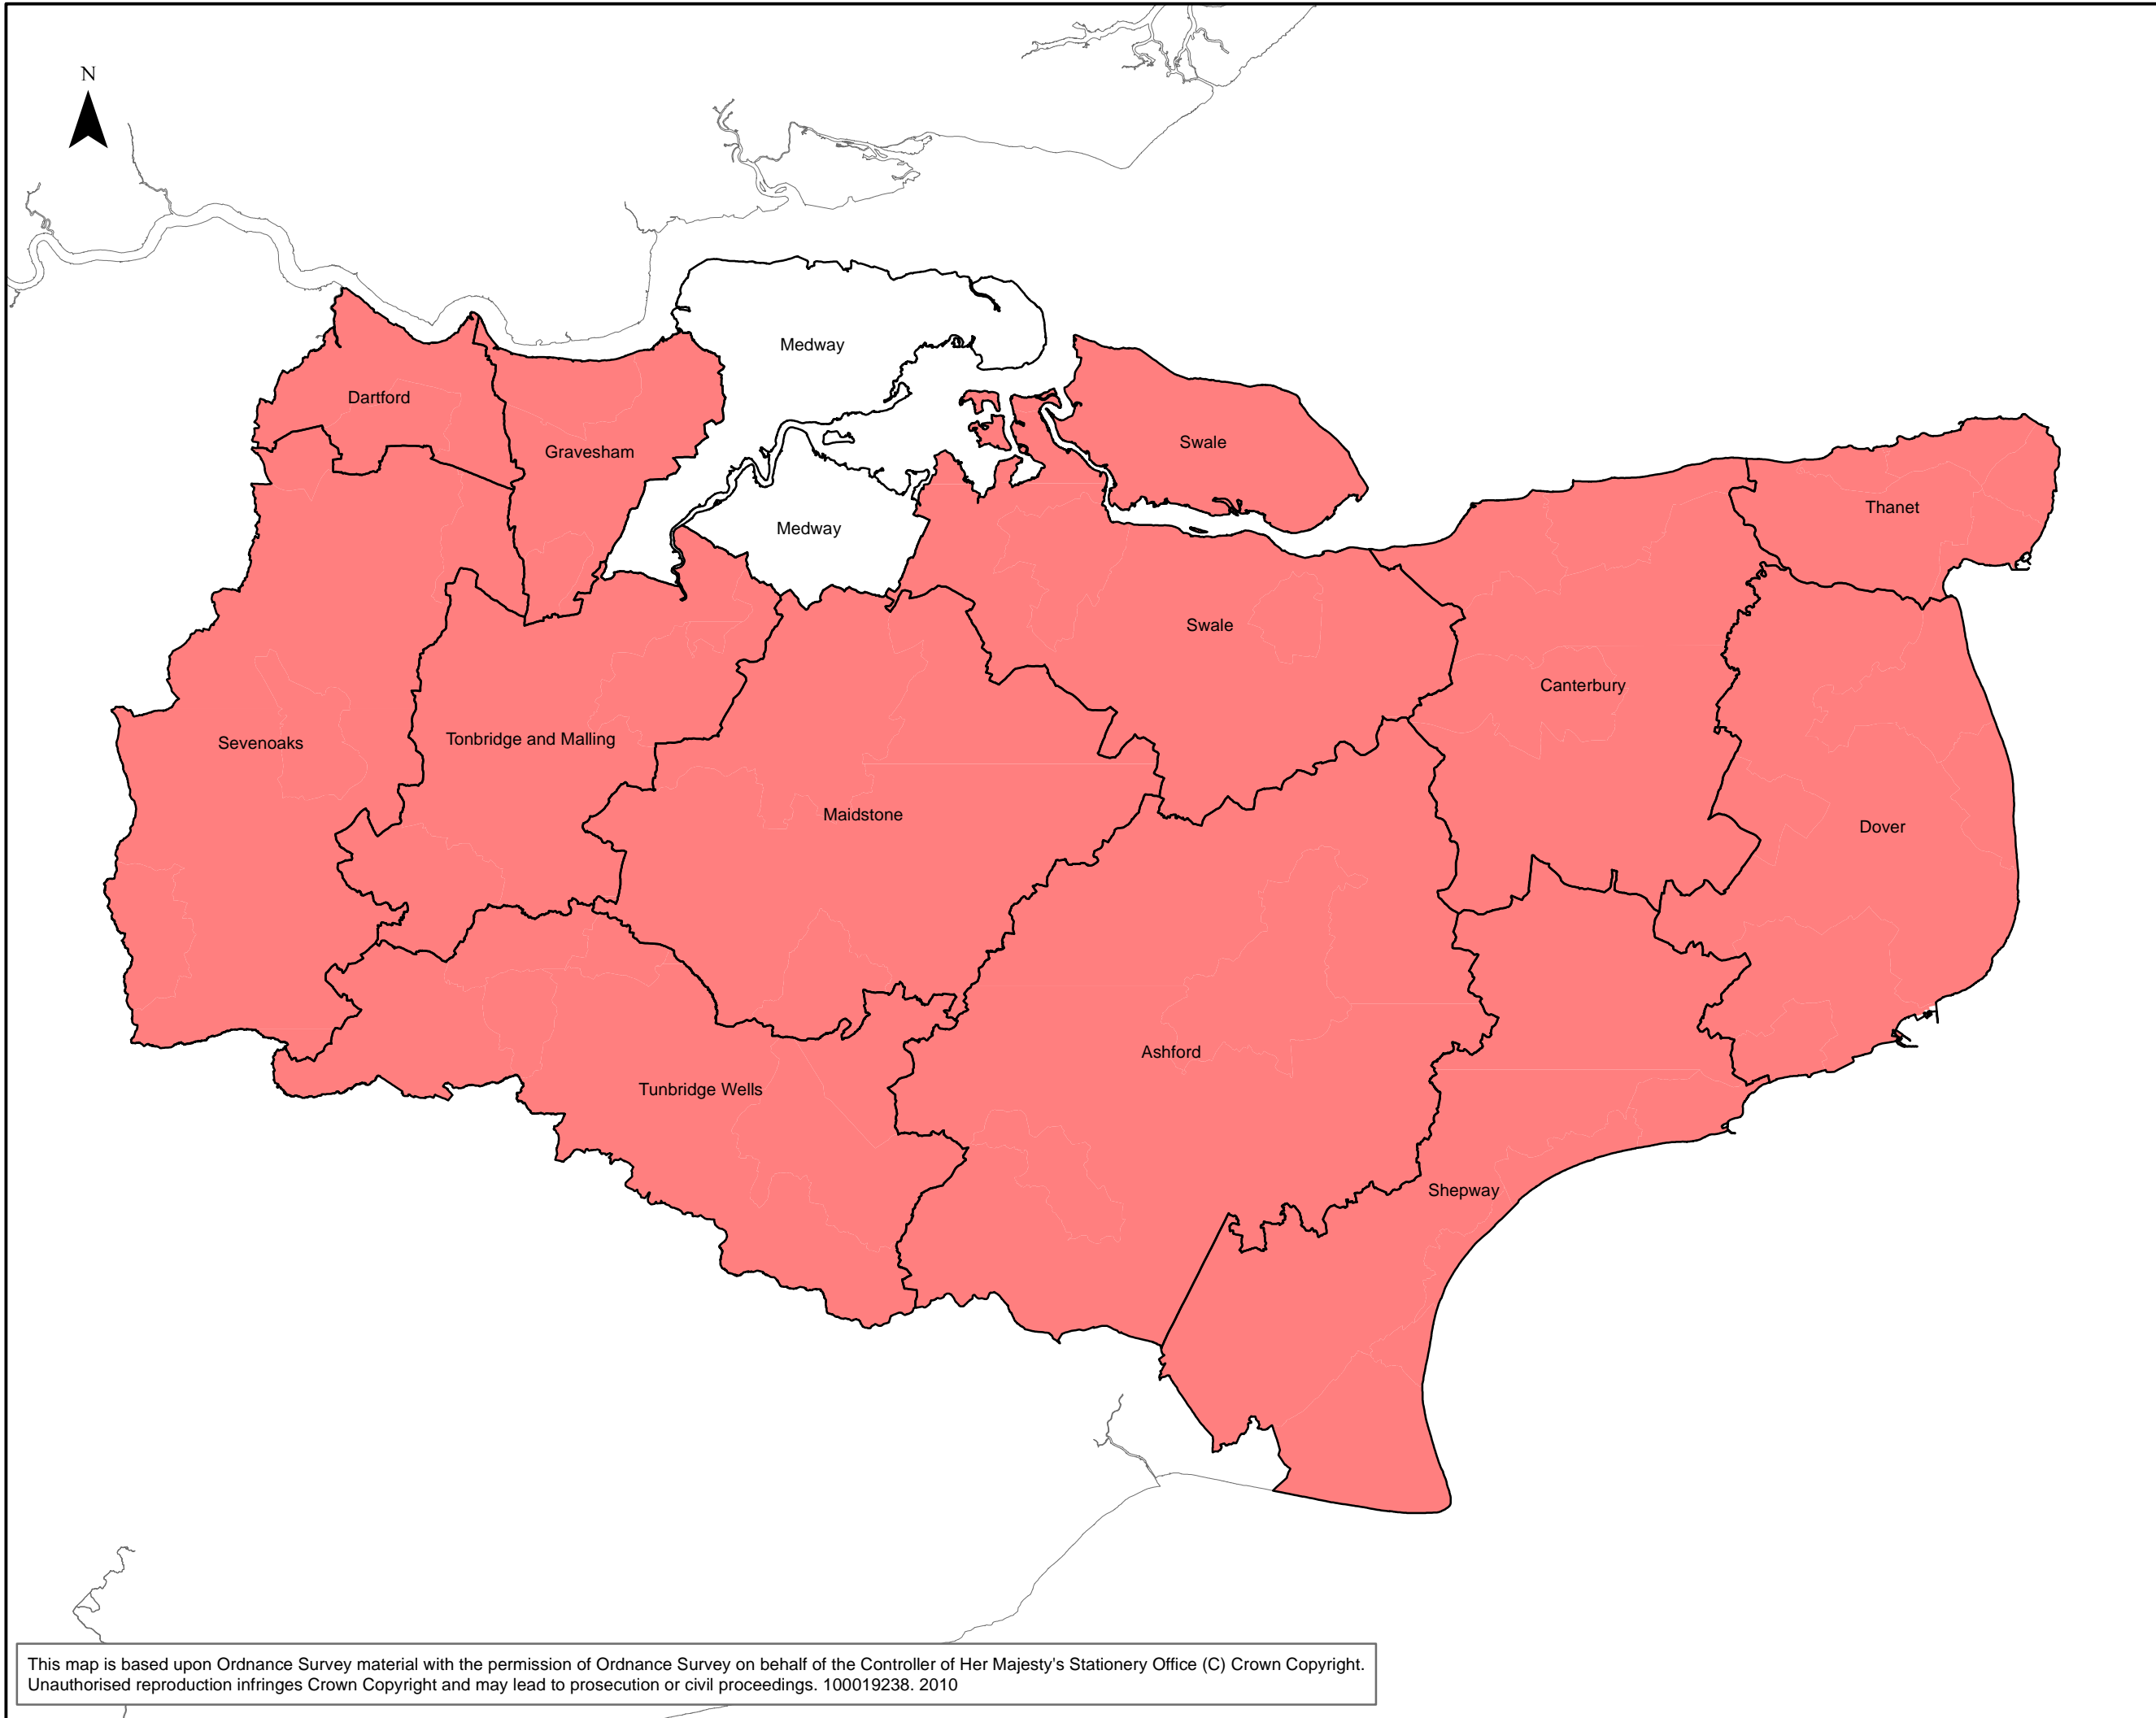 N
Medway
Dartford
Gravesham
Swale
Thanet
Medway
Swale
Canterbury
Sevenoaks
Tonbridge and Malling
Maidstone
Dover
Ashford
Tunbridge Wells
Shepway
This map is based upon Ordnance Survey material with the permission of Ordnance Survey on behalf of the Controller of Her Majesty's Stationery Office (C) Crown Copyright.
Unauthorised reproduction infringes Crown Copyright and may lead to prosecution or civil proceedings. 100019238. 2010